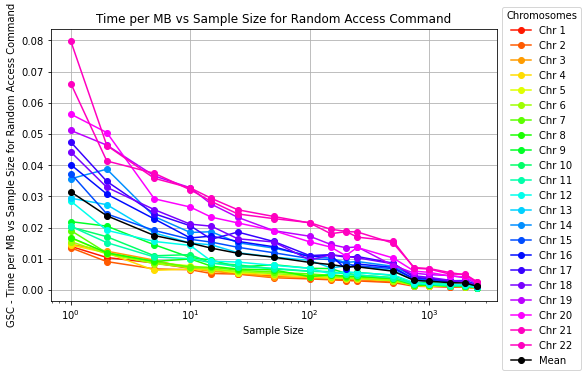 Time per MB vs Sample Size for Random Access Command
GSC - Time per MB vs Sample Size for Random Access Command
0.08
0.07
0.06
0.05
0.04
0.03
0.02
0.01
0.00
10⁰
10¹
10²
10³
Sample Size
Chromosomes
Chr 1
Chr 2
Chr 3
Chr 4
Chr 5
Chr 6
Chr 7
Chr 8
Chr 9
Chr 10
Chr 11
Chr 12
Chr 13
Chr 14
Chr 15
Chr 16
Chr 17
Chr 18
Chr 19
Chr 20
Chr 21
Chr 22
Mean